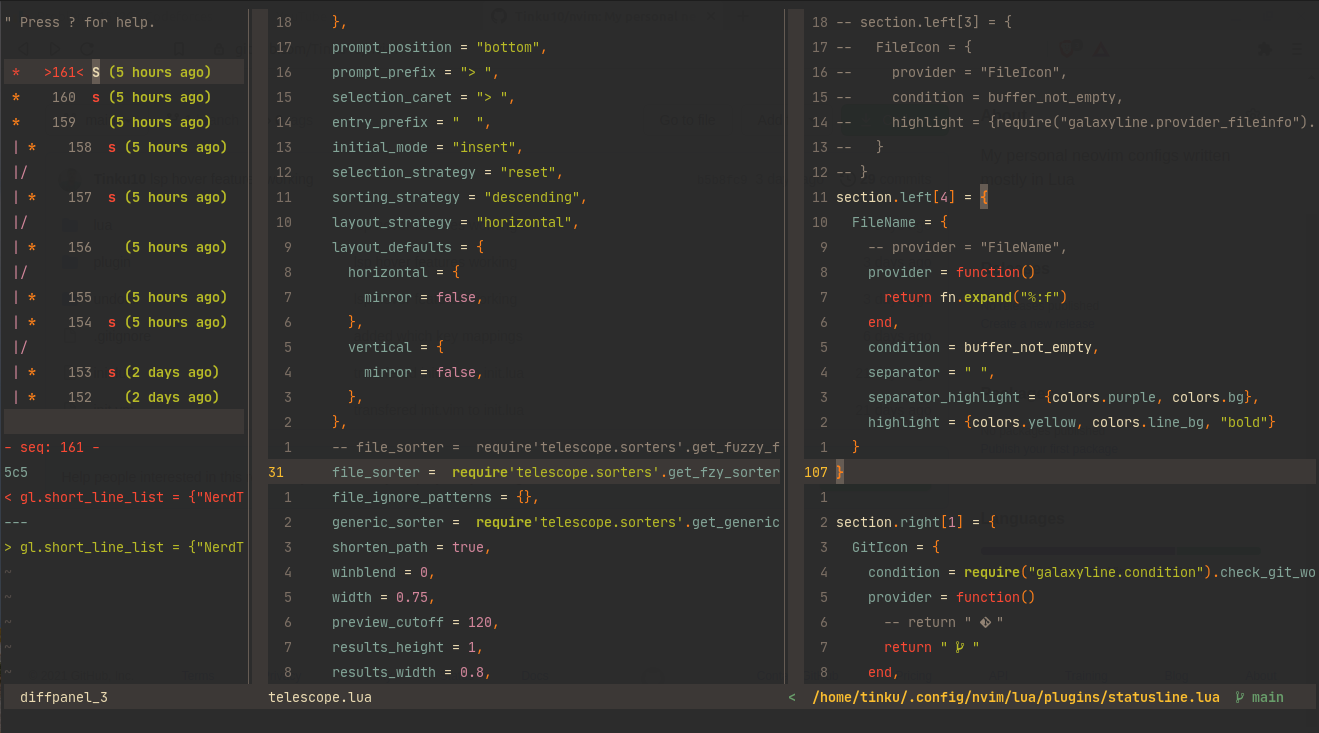 " Press ? for help.
*   >161< S (5 hours ago)
*    160  s (5 hours ago)
*    159    (5 hours ago)
| *    158  s (5 hours ago)
|/
| *    157  s (5 hours ago)
|/
| *    156    (5 hours ago)
|/
| *    155    (5 hours ago)
| *    154  s (5 hours ago)
|/
| *    153  s (2 days ago)
| *    152    (2 days ago)
- seq: 161 -
5c5
< gl.short_line_list = {"NerdT
---
> gl.short_line_list = {"NerdT
~
~
~
~
~
diffpanel_3
18     },
17     prompt_position = "bottom",
16     prompt_prefix = "> ",
15     selection_caret = "> ",
14     entry_prefix = "  ",
13     initial_mode = "insert",
12     selection_strategy = "reset",
11     sorting_strategy = "descending",
10     layout_strategy = "horizontal",
9     layout_defaults = {
8       horizontal = {
7         mirror = false,
6       },
5       vertical = {
4         mirror = false,
3       },
2     },
1     -- file_sorter =  require'telescope.sorters'.get_fuzzy_f
31     file_sorter =  require'telescope.sorters'.get_fzy_sorter
1     file_ignore_patterns = {},
2     generic_sorter =  require'telescope.sorters'.get_generic
3     shorten_path = true,
4     winblend = 0,
5     width = 0.75,
6     preview_cutoff = 120,
7     results_height = 1,
8     results_width = 0.8,
telescope.lua
18 -- section.left[3] = {
17 --   FileIcon = {
16 --     provider = "FileIcon",
15 --     condition = buffer_not_empty,
14 --     highlight = {require("galaxyline.provider_fileinfo").
13 --   }
12 -- }
11 section.left[4] = {
10   FileName = {
9     -- provider = "FileName",
8     provider = function()
7       return fn.expand("%:f")
6     end,
5     condition = buffer_not_empty,
4     separator = " ",
3     separator_highlight = {colors.purple, colors.bg},
2     highlight = {colors.yellow, colors.line_bg, "bold"}
1   }
107 }
1
2 section.right[1] = {
3   GitIcon = {
4     condition = require("galaxyline.condition").check_git_wo
5     provider = function()
6       -- return "  "
7       return "  "
8     end,
< /home/tinku/.config/nvim/lua/plugins/statusline.lua  main